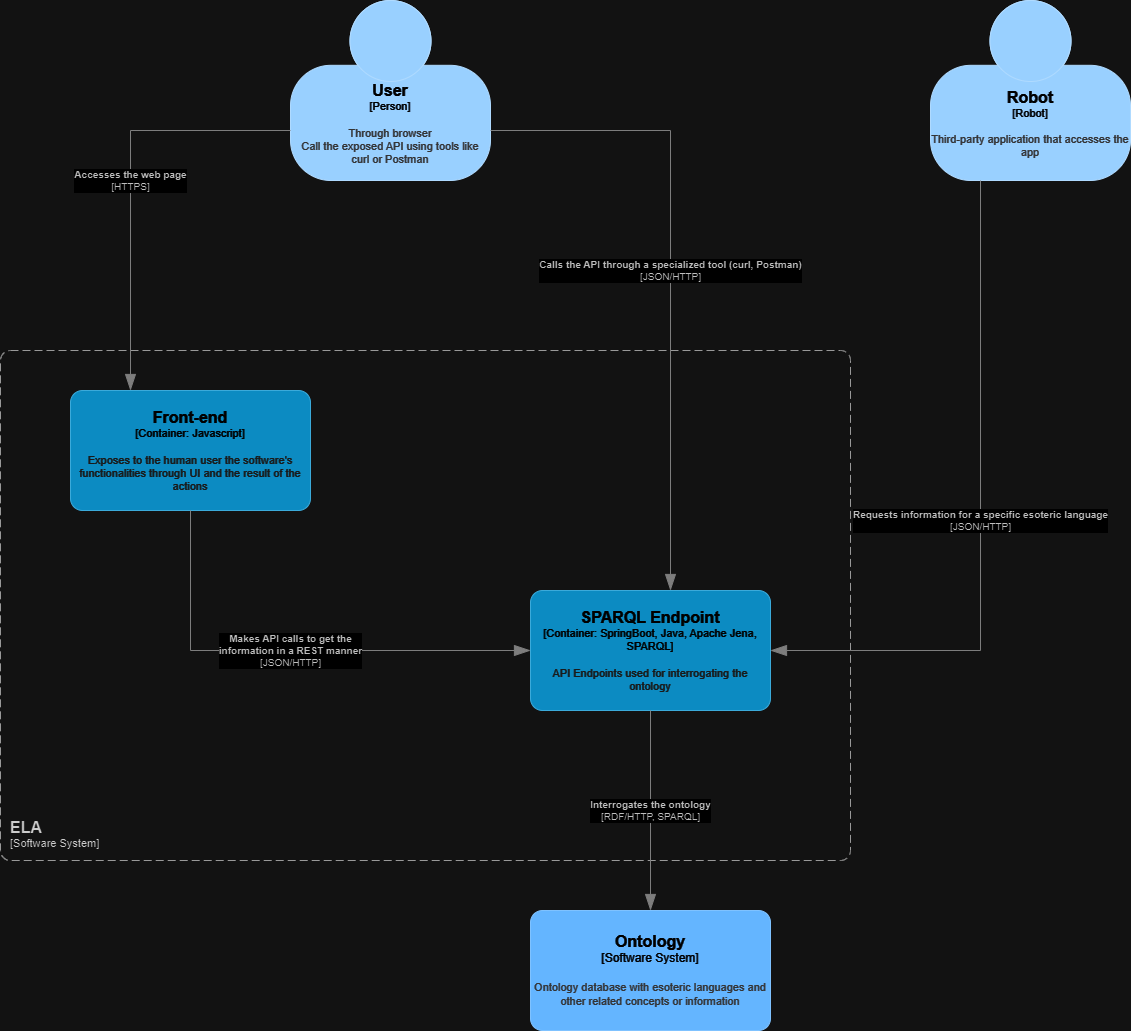 User
[Person]
Through browser
Call the exposed API using tools like
curl or Postman
Robot
[Robot]
Third-party application that accesses the
app
Accesses the web page
[HTTPS]
Calls the API through a specialized tool (curl, Postman)
[JSON/HTTP]
Front-end
[Container: Javascript]
Exposes to the human user the software's
functionalities through UI and the result of the
actions
Requests information for a specific esoteric language
[JSON/HTTP]
Makes API calls to get the
information in a REST manner
[JSON/HTTP]
SPARQL Endpoint
[Container: SpringBoot, Java, Apache Jena,
SPARQL]
API Endpoints used for interrogating the
ontology
Interrogates the ontology
[RDF/HTTP, SPARQL]
ELA
[Software System]
Ontology
[Software System]
Ontology database with esoteric languages and
other related concepts or information